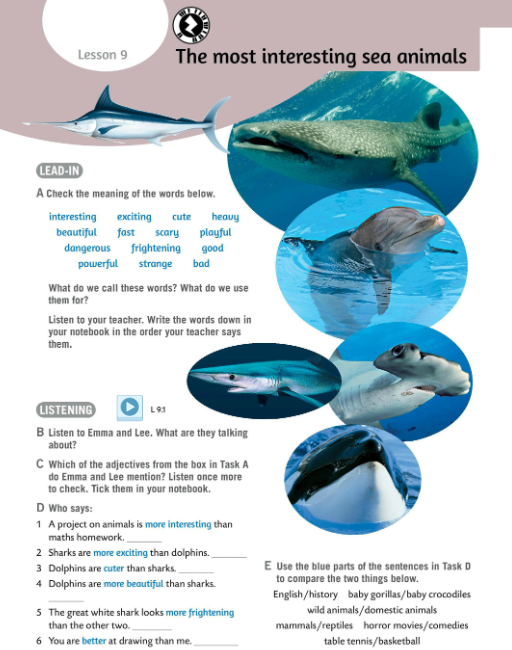 Lesson 9
The most interesting sea animals
LEAD-IN
A Check the meaning of the words below.
interesting exciting cute heavy
beautiful fast scary playful
dangerous frightening good
powerful strange bad
What do we call these words? What do we use
them for?
Listen to your teacher. Write the words down in
your notebook in the order your teacher says
them.
LISTENING
L 9.1
B Listen to Emma and Lee. What are they talking
about?
C Which of the adjectives from the box in Task A
do Emma and Lee mention? Listen once more
to check. Tick them in your notebook.
D Who says:
1 A project on animals is more interesting than
maths homework. ______
2 Sharks are more exciting than dolphins. ______
3 Dolphins are cuter than sharks. ______
4 Dolphins are more beautiful than sharks.
______
5 The great white shark looks more frightening
than the other two. ______
6 You are better at drawing than me. ______
E Use the blue parts of the sentences in Task D
to compare the two things below.
English/history baby gorillas/baby crocodiles
wild animals/domestic animals
mammals/reptiles horror movies/comedies
table tennis/basketball